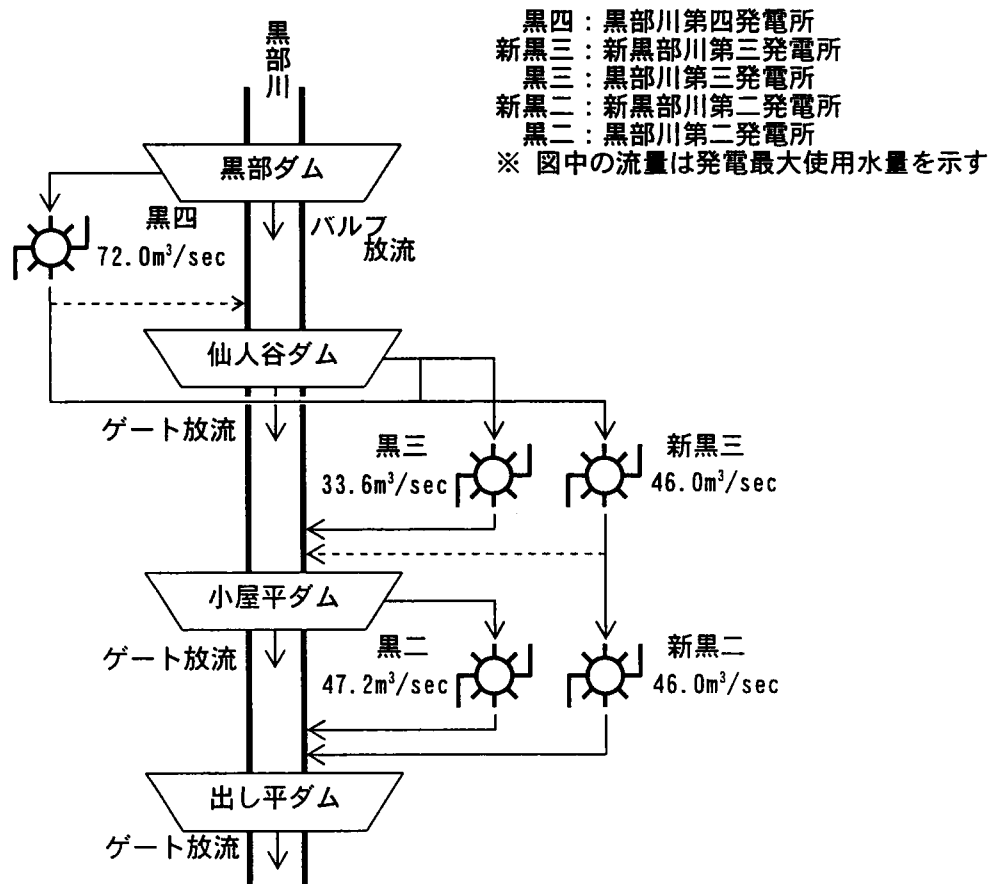 黒四：黒部川第四発電所
新黒三：新黒部川第三発電所
黒三：黒部川第三発電所
新黒二：新黒部川第二発電所
黒二：黒部川第二発電所
※ 図中の流量は発電最大使用水量を示す
黒部川
黒部ダム
黒四
72.0m³/sec
バルブ
放流
仙人谷ダム
ゲート放流
黒三
33.6m³/sec
新黒三
46.0m³/sec
小屋平ダム
ゲート放流
黒二
47.2m³/sec
新黒二
46.0m³/sec
出し平ダム
ゲート放流